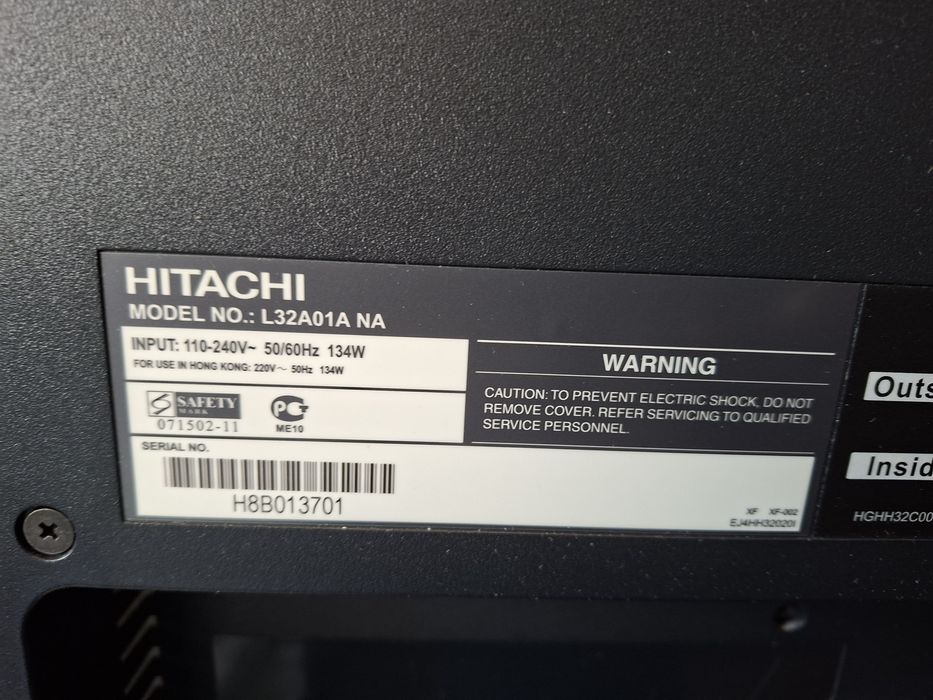 HITACHI
MODEL NO.: L32A01A NA
INPUT: 110-240V~ 50/60Hz 134W
FOR USE IN HONG KONG: 220V~ 50Hz 134W
SAFETY
MARK
071502-11
PG
ME10
WARNING
CAUTION: TO PREVENT ELECTRIC SHOCK, DO NOT
REMOVE COVER. REFER SERVICING TO QUALIFIED
SERVICE PERSONNEL.
SERIAL NO.
H8B013701
XF XF-002
EJ4HH32020I
Outs
Insid
HGHH32C00